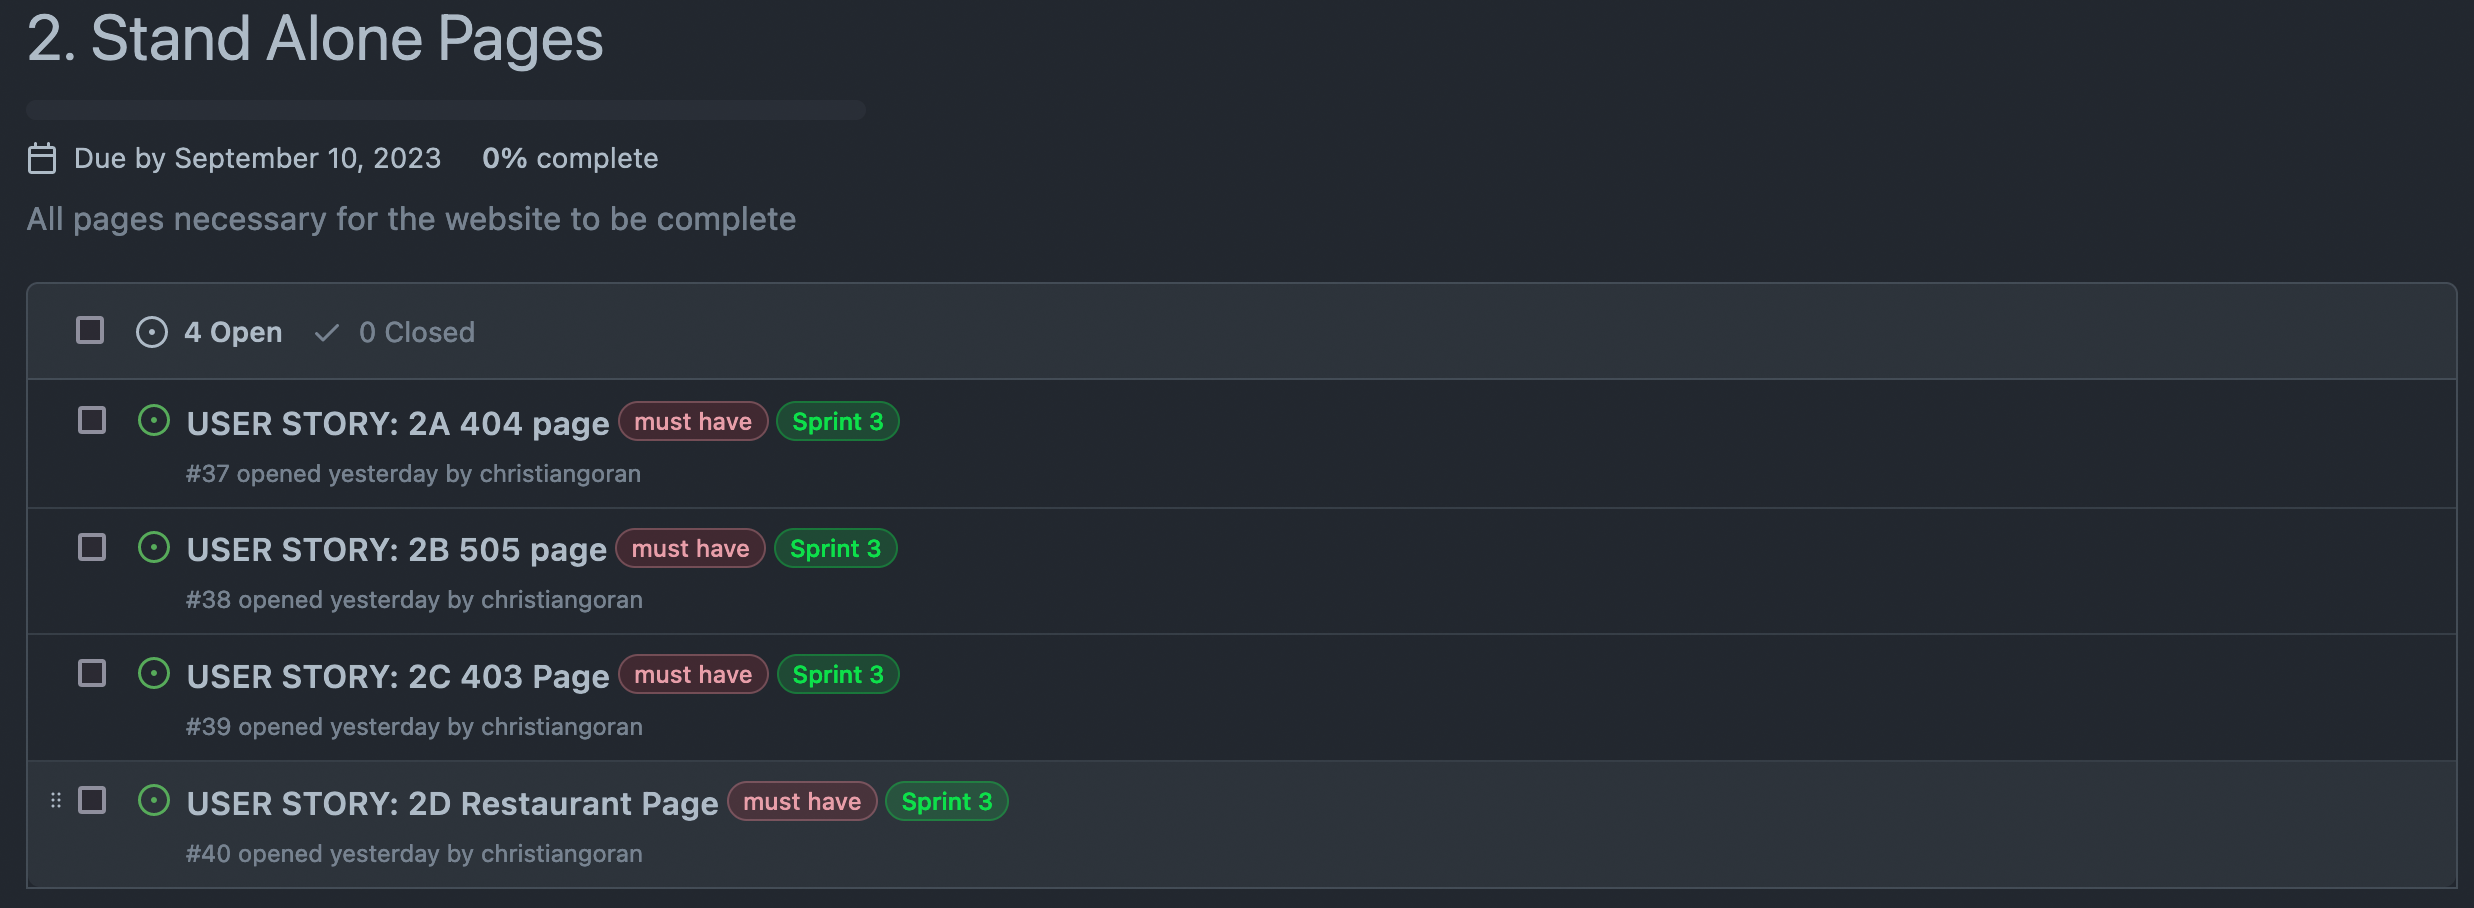 2. Stand Alone Pages
Due by September 10, 2023 0% complete
All pages necessary for the website to be complete
4 Open 0 Closed
USER STORY: 2A 404 page must have Sprint 3
#37 opened yesterday by christiangoran
USER STORY: 2B 505 page must have Sprint 3
#38 opened yesterday by christiangoran
USER STORY: 2C 403 Page must have Sprint 3
#39 opened yesterday by christiangoran
USER STORY: 2D Restaurant Page must have Sprint 3
#40 opened yesterday by christiangoran